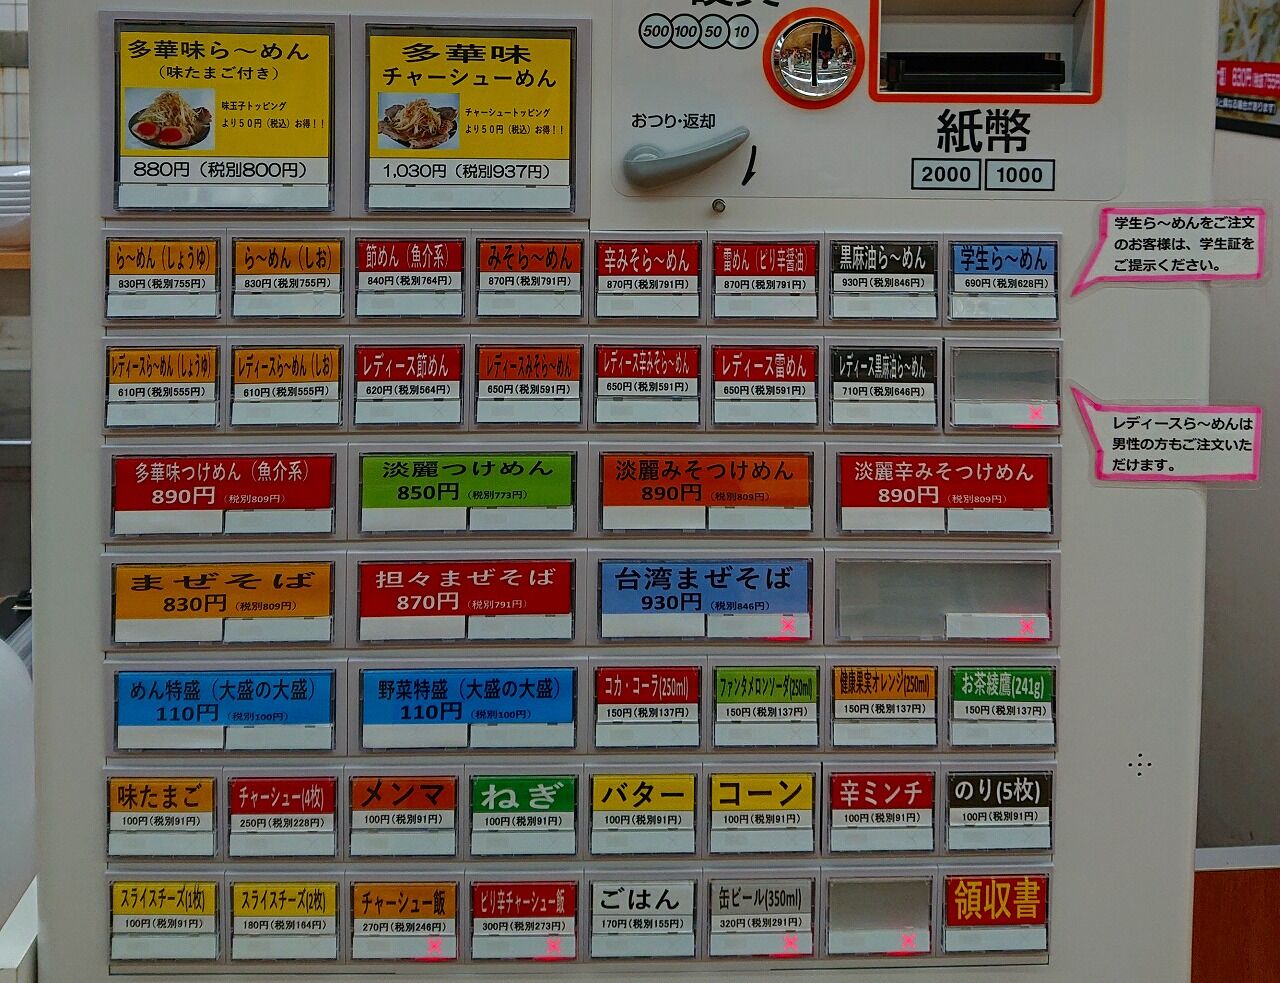 500 100 50 10
おつり・返却
紙幣
2000 1000
多華味ら～めん
（味たまご付き）
味玉子トッピング
より５０円（税込）お得！！
880円（税別800円）
多華味
チャーシューめん
チャーシュートッピング
より５０円（税込）お得！！
1,030円（税別937円）
学生ら～めんをご注文
のお客様は、学生証を
ご提示ください。
ら～めん（しょうゆ）
830円（税別755円）
ら～めん（しお）
830円（税別755円）
節めん（魚介系）
840円（税別764円）
みそら～めん
870円（税別791円）
辛みそら～めん
870円（税別791円）
雷めん（ピリ辛醤油）
870円（税別791円）
黒麻油ら～めん
930円（税別846円）
学生ら～めん
690円（税別628円）
レディースら～めん（しょうゆ）
610円（税別555円）
レディースら～めん（しお）
610円（税別555円）
レディース節めん
620円（税別564円）
レディースみそら～めん
650円（税別591円）
レディース辛みそら～めん
650円（税別591円）
レディース雷めん
650円（税別591円）
レディース黒麻油ら～めん
710円（税別646円）
レディースら～めんは
男性の方もご注文いた
だけます。
多華味つけめん（魚介系）
890円（税別809円）
淡麗つけめん
850円（税別773円）
淡麗みそつけめん
890円（税別809円）
淡麗辛みそつけめん
890円（税別809円）
まぜそば
830円（税別809円）
担々まぜそば
870円（税別791円）
台湾まぜそば
930円（税別846円）
めん特盛（大盛の大盛）
110円（税別100円）
野菜特盛（大盛の大盛）
110円（税別100円）
コカ・コーラ(250ml)
150円（税別137円）
ファンタメロンソーダ(250ml)
150円（税別137円）
健康果実オレンジ(250ml)
150円（税別137円）
お茶綾鷹(241g)
150円（税別137円）
味たまご
100円（税別91円）
チャーシュー(4枚)
250円（税別228円）
メンマ
100円（税別91円）
ねぎ
100円（税別91円）
バター
100円（税別91円）
コーン
100円（税別91円）
辛ミンチ
100円（税別91円）
のり(5枚)
100円（税別91円）
スライスチーズ(1枚)
100円（税別91円）
スライスチーズ(2枚)
180円（税別164円）
チャーシュー飯
270円（税別246円）
ピリ辛チャーシュー飯
300円（税別273円）
ごはん
170円（税別155円）
缶ビール(350ml)
320円（税別291円）
領収書